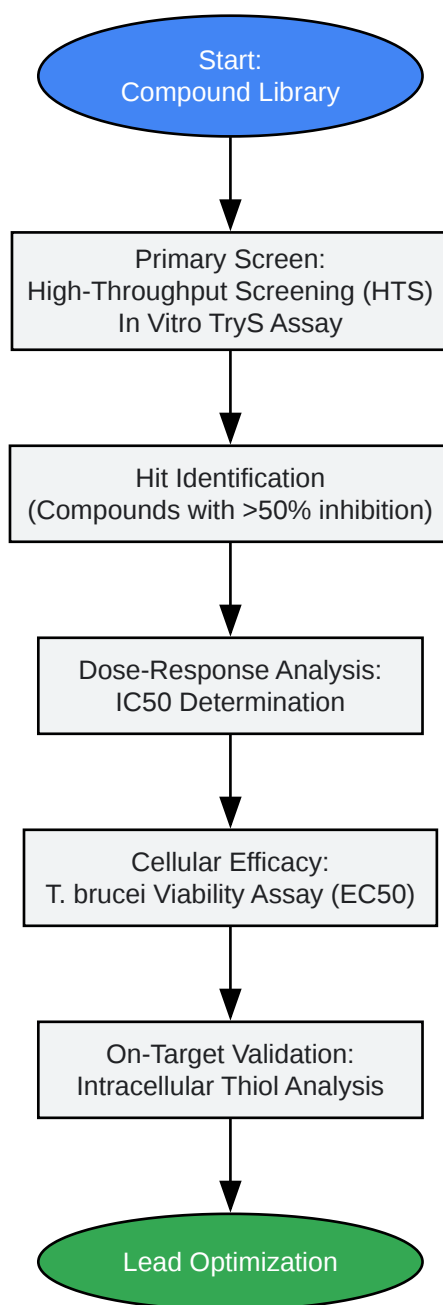 Start:
Compound Library
Primary Screen:
High-Throughput Screening (HTS)
In Vitro TryS Assay
Hit Identification
(Compounds with >50% inhibition)
Dose-Response Analysis:
IC50 Determination
Cellular Efficacy:
T. brucei Viability Assay (EC50)
On-Target Validation:
Intracellular Thiol Analysis
Lead Optimization